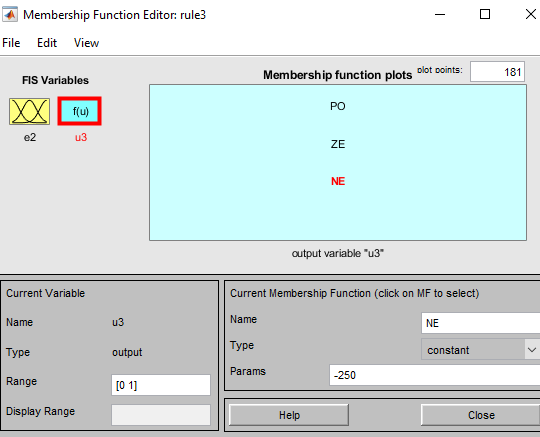 Membership Function Editor: rule3
File Edit View
FIS Variables
f(u)
e2 u3
Membership function plots plot points: 181
PO
ZE
NE
output variable "u3"
Current Variable
Name u3
Type output
Range [0 1]
Display Range
Current Membership Function (click on MF to select)
Name NE
Type constant
Params -250
Help Close